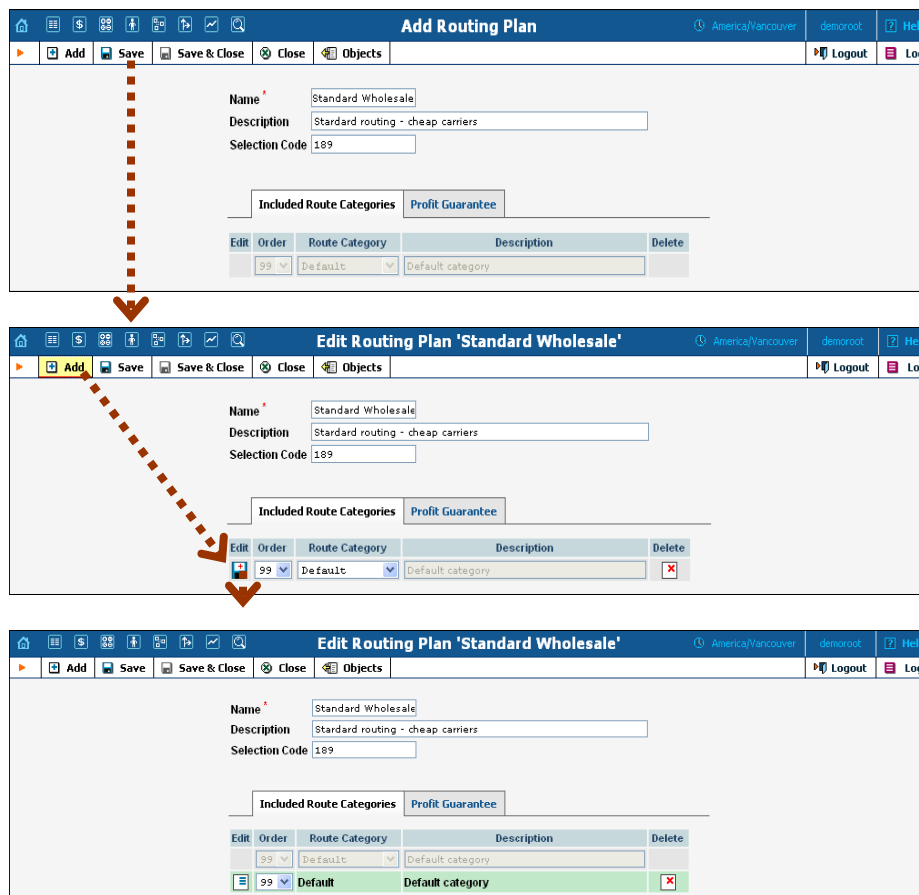 Add Routing Plan America/Vancouver demoroot Hel
Add Save Save & Close Close Objects Logout Lo
Name *
Standard Wholesale
Description Stardard routing - cheap carriers
Selection Code 189
Included Route Categories Profit Guarantee
Edit Order Route Category Description Delete
99 Default Default category
Edit Routing Plan 'Standard Wholesale' America/Vancouver demoroot He
Add Save Save & Close Close Objects Logout Lo
Name *
Standard Wholesale
Description Stardard routing - cheap carriers
Selection Code 189
Included Route Categories Profit Guarantee
Edit Order Route Category Description Delete
99 Default Default category
Edit Routing Plan 'Standard Wholesale' America/Vancouver demoroot Hel
Add Save Save & Close Close Objects Logout Log
Name *
Standard Wholesale
Description Stardard routing - cheap carriers
Selection Code 189
Included Route Categories Profit Guarantee
Edit Order Route Category Description Delete
99 Default Default category
99 Default Default category